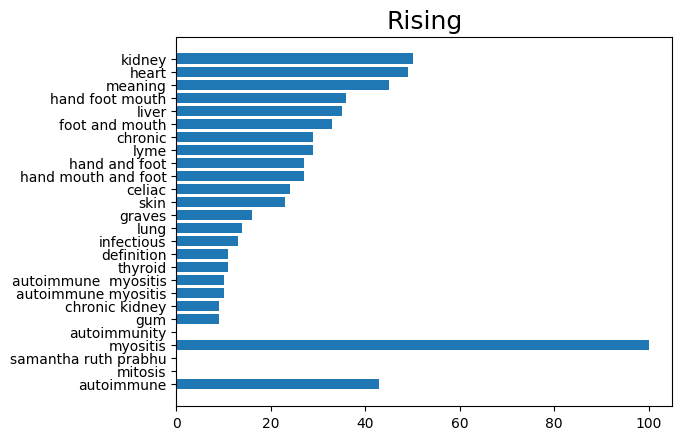 Rising
kidney
heart
meaning
hand foot mouth
liver
foot and mouth
chronic
lyme
hand and foot
hand mouth and foot
celiac
skin
graves
lung
infectious
definition
thyroid
autoimmune  myositis
autoimmune myositis
chronic kidney
gum
autoimmunity
myositis
samantha ruth prabhu
mitosis
autoimmune
0 20 40 60 80 100